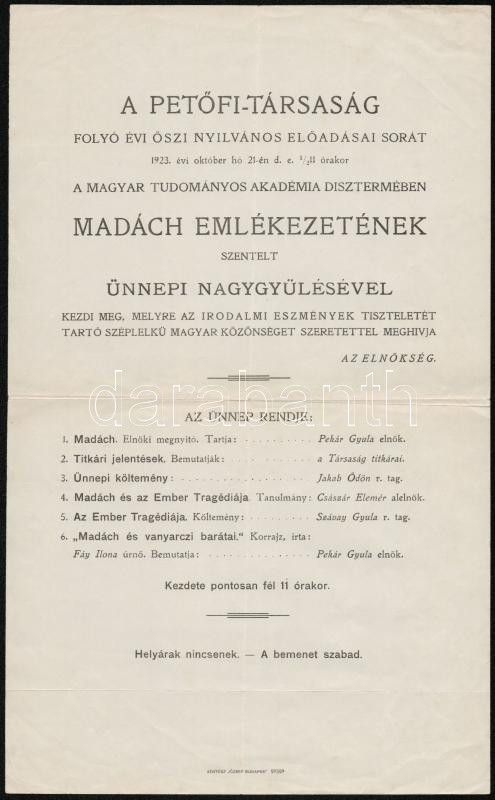 A PETŐFI-TÁRSASÁG
FOLYÓ ÉVI ŐSZI NYILVÁNOS ELŐADÁSAI SORÁT
1923. évi október hó 21-én d. e. ½11 órakor
A MAGYAR TUDOMÁNYOS AKADÉMIA DISZTERMÉBEN
MADÁCH EMLÉKEZETÉNEK
SZENTELT
ÜNNEPI NAGYGYÜLÉSÉVEL
KEZDI MEG, MELYRE AZ IRODALMI ESZMÉNYEK TISZTELETÉT
TARTÓ SZÉPLELKÜ MAGYAR KÖZÖNSÉGET SZERETETTEL MEGHIVJA
AZ ELNÖKSÉG.
darabanth
AZ ÜNNEP RENDJE:
1. Madách. Elnöki megnyitó. Tartja: . . . . . . . . . . Pekár Gyula elnök.
2. Titkári jelentések. Bemutatják: . . . . . . . . . . . a Társaság titkárai.
3. Ünnepi költemény: . . . . . . . . . . . . . . . . . . Jakab Ödön r. tag.
4. Madách és az Ember Tragédiája. Tanulmány: Császár Elemér alelnök.
5. Az Ember Tragédiája. Költemény: . . . . . . . . . Szávay Gyula r. tag.
6. „Madách és vanyarczi barátai." Korrajz, irta:
Fáy Ilona úrnő. Bemutatja: . . . . . . . . . . . . . Pekár Gyula elnök.
Kezdete pontosan fél 11 órakor.
Helyárak nincsenek. — A bemenet szabad.